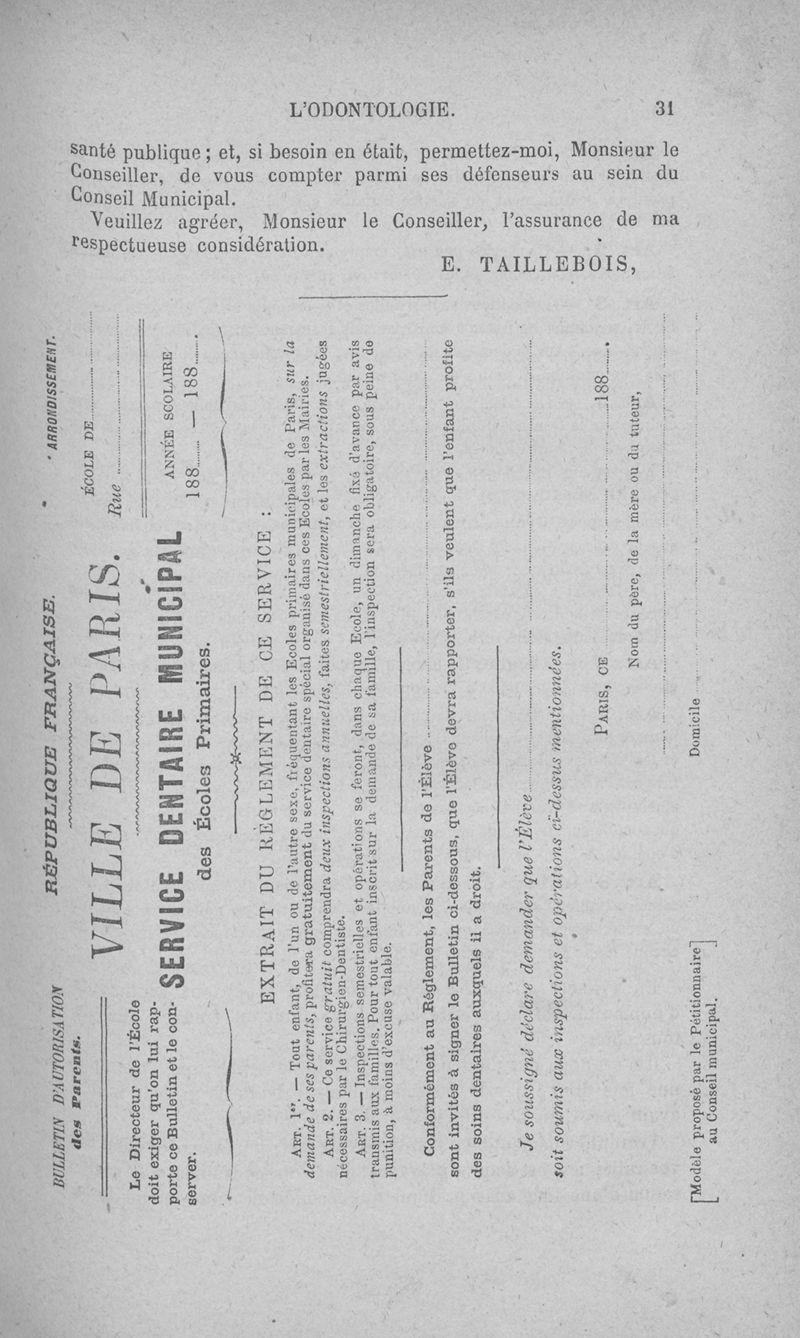 L'ODONTOLOGIE. 31
santé publique ; et, si besoin en était, permettez-moi, Monsieur le
Conseiller, de vous compter parmi ses défenseurs au sein du
Conseil Municipal.
Veuillez agréer, Monsieur le Conseiller, l'assurance de ma
respectueuse considération.
E. TAILLEBOIS,
BULLETIN D'AUTORISATION
des Parents.
Le Directeur de l'École
doit exiger qu'on lui rap-
porte ce Bulletin et le con-
server.
RÉPUBLIQUE FRANÇAISE.
VILLE DE PARIS.
SERVICE DENTAIRE MUNICIPAL
des Écoles Primaires.
ARRONDISSEMENT.
ÉCOLE DE
Rue
ANNÉE SCOLAIRE
188...... — 188......
EXTRAIT DU RÈGLEMENT DE CE SERVICE :
ART. 1er. — Tout enfant, de l'un ou de l'autre sexe, fréquentant les Ecoles primaires municipales de Paris, sur la
demande de ses parents, profitera gratuitement du service dentaire spécial organisé dans ces Ecoles par les Mairies.
ART. 2. — Ce service gratuit comprendra deux inspections annuelles, faites semestriellement, et les extractions jugées
nécessaires par le Chirurgien-Dentiste.
ART. 3. — Inspections semestrielles et opérations se feront, dans chaque Ecole, un dimanche fixé d'avance par avis
transmis aux familles. Pour tout enfant inscrit sur la demande de sa famille, l'inspection sera obligatoire, sous peine de
punition, à moins d'excuse valable.
Conformément au Réglement, les Parents de l'Élève
sont invités à signer le Bulletin ci-dessous, que l'Élève devra rapporter, s'ils veulent que l'enfant profite
des soins dentaires auxquels il a droit.
Je soussigné déclare demander que l'Élève
soit soumis aux inspections et opérations ci-dessus mentionnées.
PARIS, CE 188......
Nom du père, de la mère ou du tuteur,
Domicile
[Modèle proposé par le Pétitionnaire]
au Conseil municipal.